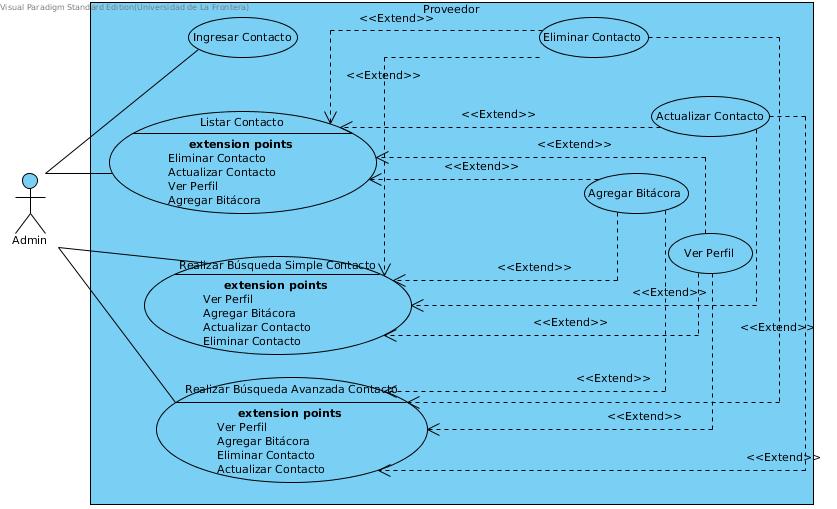 Visual Paradigm Standard Edition(Universidad de La Frontera)
Proveedor
<<Extend>>
Ingresar Contacto
Eliminar Contacto
<<Extend>>
Listar Contacto
extension points
Eliminar Contacto
Actualizar Contacto
Ver Perfil
Agregar Bitácora
<<Extend>>
Actualizar Contacto
<<Extend>>
<<Extend>>
Agregar Bitácora
Admin
Ver Perfil
Realizar Búsqueda Simple Contacto
extension points
Ver Perfil
Agregar Bitácora
Actualizar Contacto
Eliminar Contacto
<<Extend>>
<<Extend>>
<<Extend>>
<<Extend>>
<<Extend>>
Realizar Búsqueda Avanzada Contacto
extension points
Ver Perfil
Agregar Bitácora
Eliminar Contacto
Actualizar Contacto
<<Extend>>
<<Extend>>